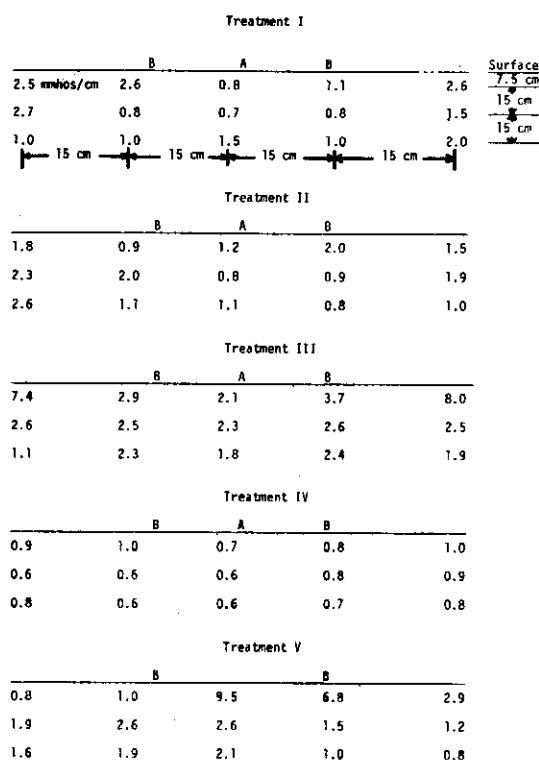 Treatment I
B A B Surface
2.5 mmhos/cm 2.6 0.8 1.1 2.6 7.5 cm
2.7 0.8 0.7 0.8 1.5 15 cm
1.0 1.0 1.5 1.0 2.0 15 cm
15 cm 15 cm 15 cm 15 cm
Treatment II
B A B
1.8 0.9 1.2 2.0 1.5
2.3 2.0 0.8 0.9 1.9
2.6 1.1 1.1 0.8 1.0
Treatment III
B A B
7.4 2.9 2.1 3.7 8.0
2.6 2.5 2.3 2.6 2.5
1.1 2.3 1.8 2.4 1.9
Treatment IV
B A B
0.9 1.0 0.7 0.8 1.0
0.6 0.6 0.6 0.8 0.9
0.8 0.6 0.6 0.7 0.8
Treatment V
B B
0.8 1.0 9.5 6.8 2.9
1.9 2.6 2.6 1.5 1.2
1.6 1.9 2.1 1.0 0.8